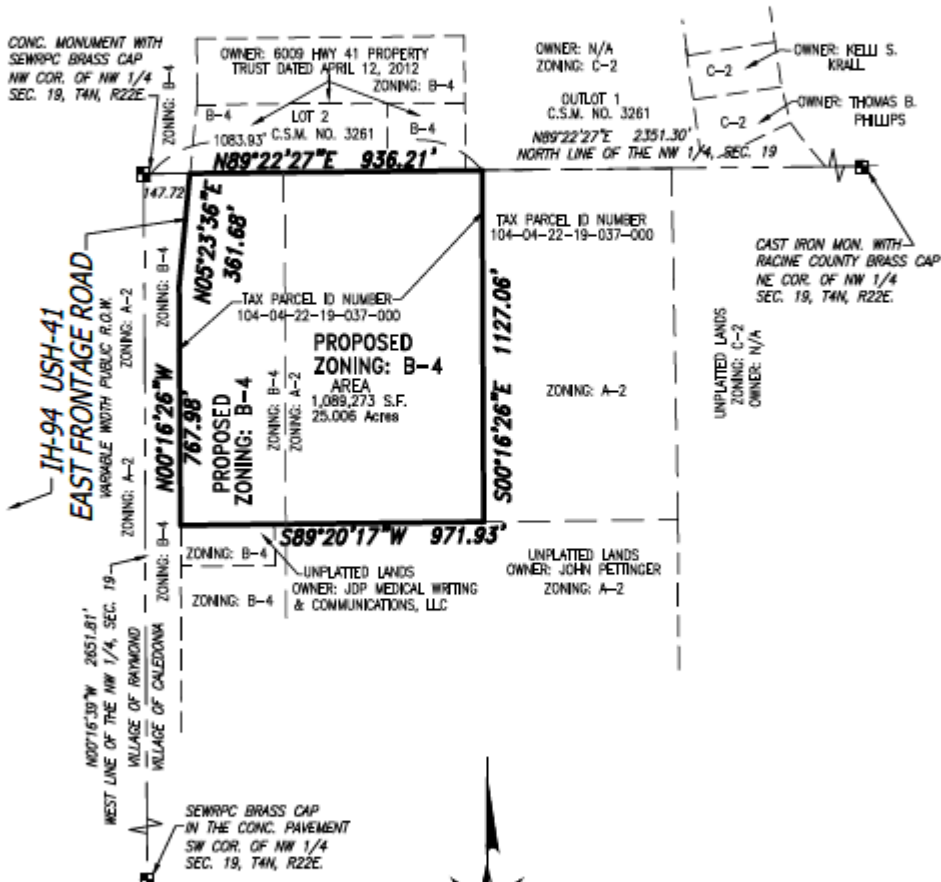 CONC. MONUMENT WITH
SEWRPC BRASS CAP
NW COR. OF NW 1/4
SEC. 19, T4N, R22E.
ZONING: B-4
OWNER: 6009 HWY 41 PROPERTY
TRUST DATED APRIL 12, 2012
ZONING: B-4
B-4
LOT 2
C.S.M. NO. 3261
B-4
1083.93'
OWNER: N/A
ZONING: C-2
OUTLOT 1
C.S.M. NO. 3261
C-2
OWNER: KELLI S.
KRALL
C-2
OWNER: THOMAS B.
PHILLIPS
N89°22'27"E 936.21'
N89°22'27"E 2351.30'
NORTH LINE OF THE NW 1/4, SEC. 19
147.72
N05°23'36"E
361.68'
TAX PARCEL ID NUMBER
104-04-22-19-037-000
CAST IRON MON. WITH
RACINE COUNTY BRASS CAP
NE COR. OF NW 1/4
SEC. 19, T4N, R22E.
IH-94 USH-41
EAST FRONTAGE ROAD
VARIABLE WIDTH PUBLIC R.O.W.
ZONING: A-2
ZONING: B-4
TAX PARCEL ID NUMBER
104-04-22-19-037-000
PROPOSED
ZONING: B-4
AREA
1,089,273 S.F.
25.006 Acres
N00°16'26"W
767.98'
PROPOSED
ZONING: B-4
ZONING: B-4
ZONING: A-2
S00°16'26"E 1127.06'
ZONING: A-2
UNPLATTED LANDS
ZONING: C-2
OWNER: N/A
ZONING: A-2
ZONING: B-4
S89°20'17"W 971.93'
ZONING: B-4
ZONING: B-4
UNPLATTED LANDS
OWNER: JDP MEDICAL WRITING
& COMMUNICATIONS, LLC
UNPLATTED LANDS
OWNER: JOHN PETTINGER
ZONING: A-2
N00°16'39"W 2651.81'
WEST LINE OF THE NW 1/4, SEC. 19
VILLAGE OF RAYMOND
VILLAGE OF CALEDONIA
SEWRPC BRASS CAP
IN THE CONC. PAVEMENT
SW COR. OF NW 1/4
SEC. 19, T4N, R22E.